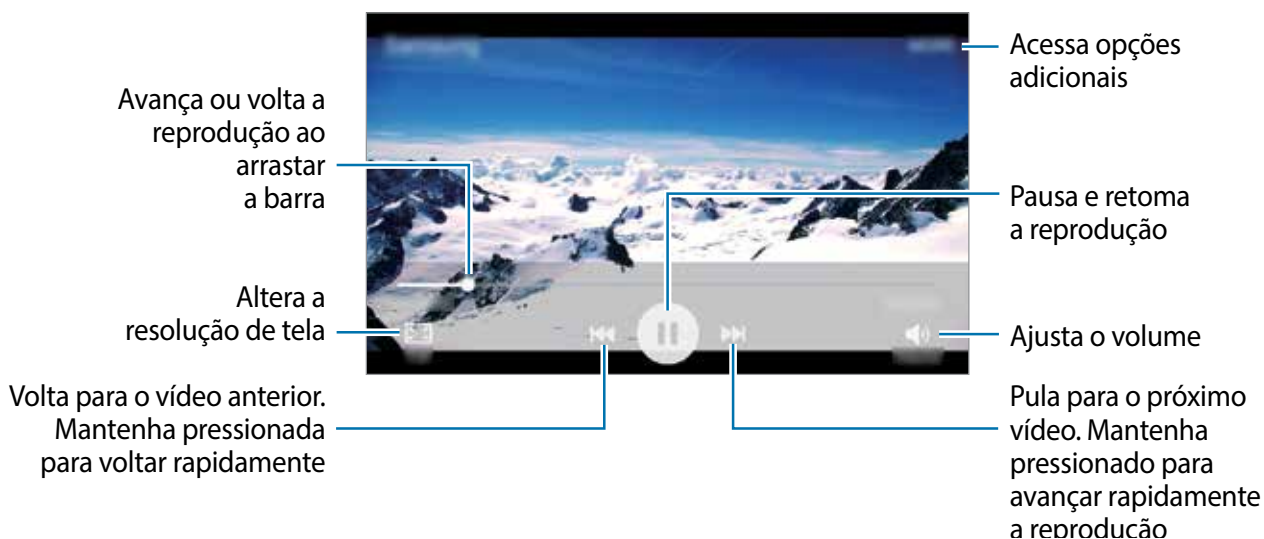 Acessa opções
adicionais
Avança ou volta a
reprodução ao
arrastar
a barra
Pausa e retoma
a reprodução
Altera a
resolução de tela
Ajusta o volume
Volta para o vídeo anterior.
Mantenha pressionada
para voltar rapidamente
Pula para o próximo
vídeo. Mantenha
pressionado para
avançar rapidamente
a reprodução